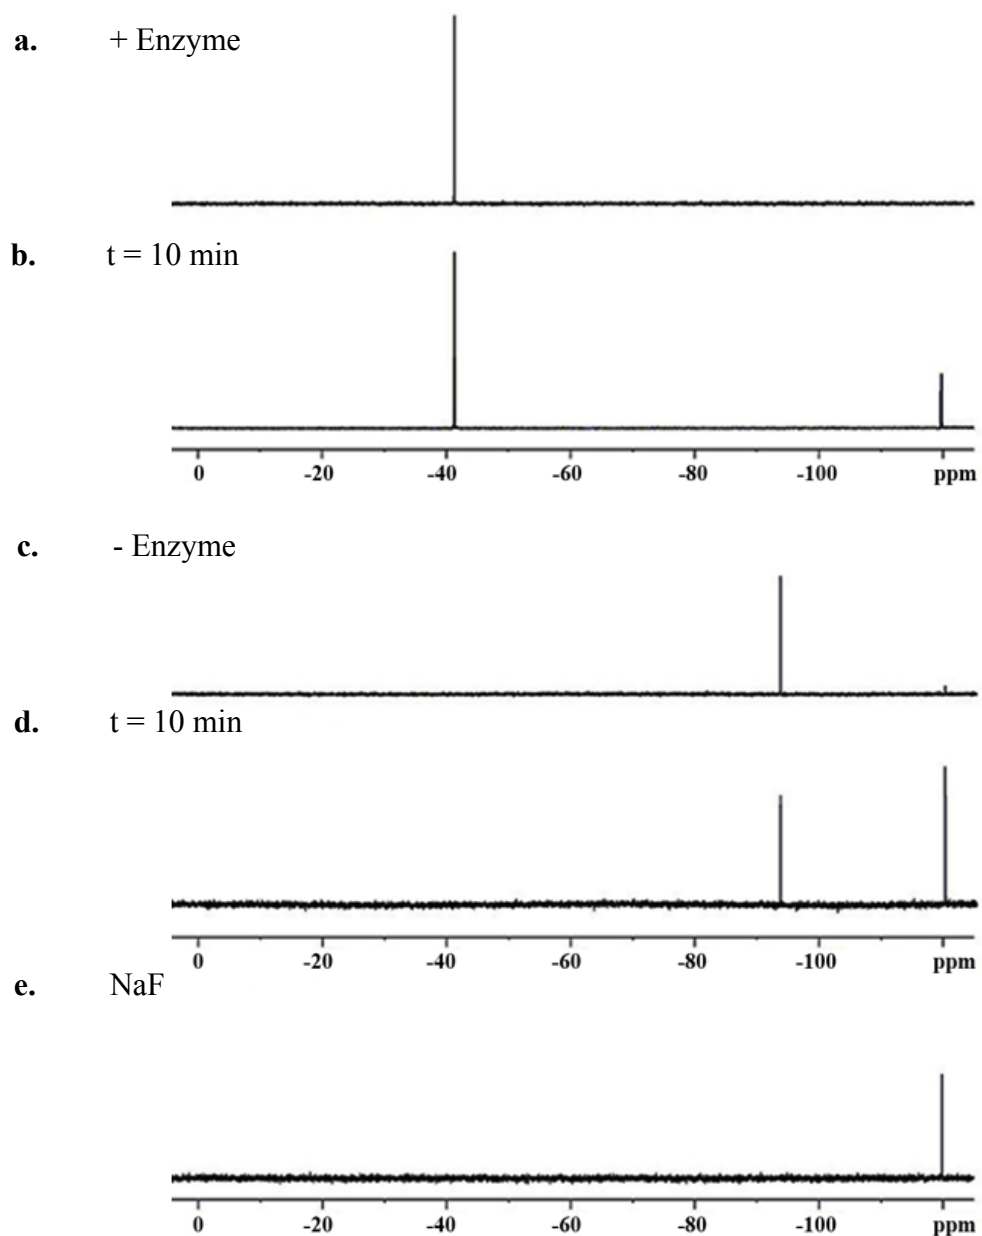 a. + Enzyme
b. t = 10 min
0 -20 -40 -60 -80 -100 ppm
c. - Enzyme
d. t = 10 min
0 -20 -40 -60 -80 -100 ppm
e. NaF
0 -20 -40 -60 -80 -100 ppm